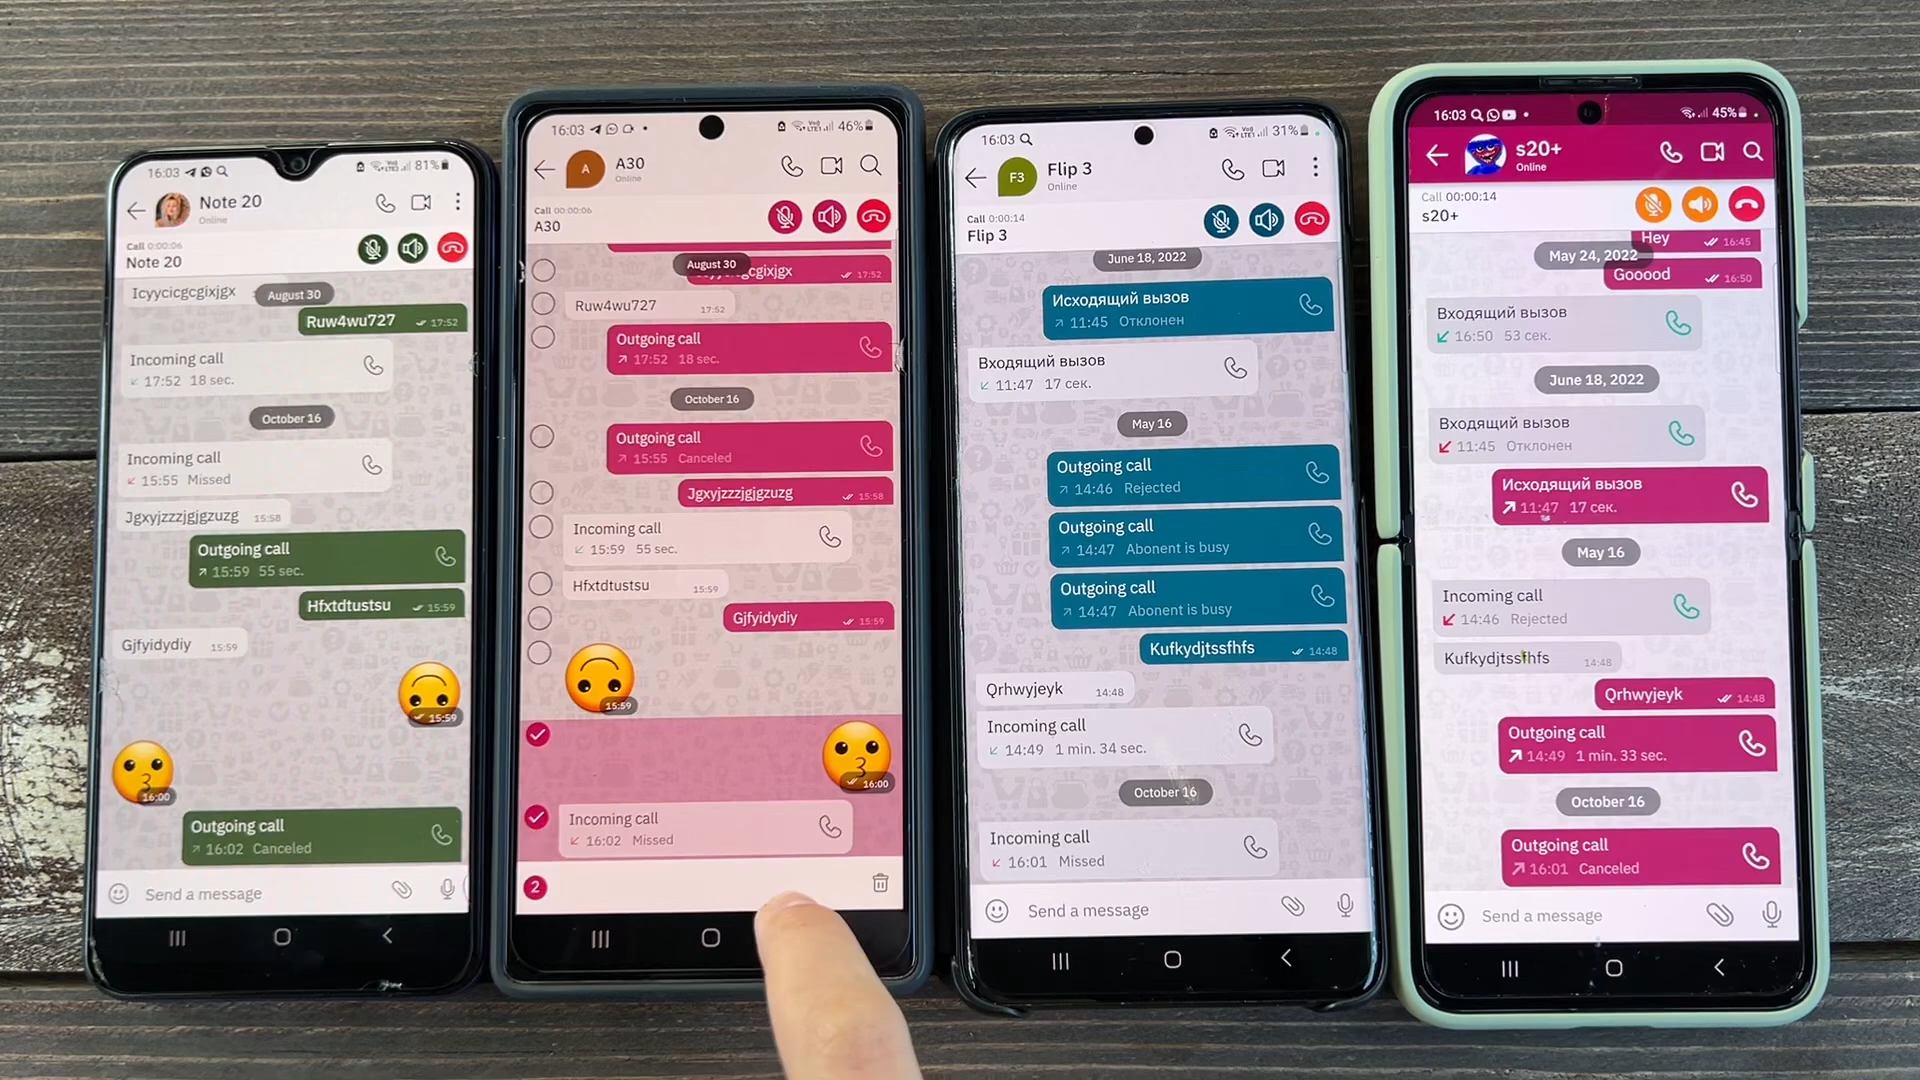 16:03
81%
Note 20
Online
Call 0:00:06
Note 20
Icyycicgcgixjgx
August 30
Ruw4wu727
17:52
Incoming call
17:52 18 sec.
October 16
Incoming call
15:55 Missed
Jgxyjzzzjgjgzuzg 15:58
Outgoing call
15:59 55 sec.
Hfxtdtustsu 15:59
Gjfyidydiy 15:59
15:59
16:00
Outgoing call
16:02 Canceled
Send a message
16:03
46%
A
A30
Online
Call 00:00:06
A30
August 30
17:52
Ruw4wu727 17:52
Outgoing call
17:52 18 sec.
October 16
Outgoing call
15:55 Canceled
Jgxyjzzzjgjgzuzg 15:58
Incoming call
15:59 55 sec.
Hfxtdtustsu 15:59
Gjfyidydiy 15:59
15:59
16:00
Incoming call
16:02 Missed
2
16:03
31%
F3
Flip 3
Online
Call 0:00:14
Flip 3
June 18, 2022
Исходящий вызов
11:45 Отклонен
Входящий вызов
11:47 17 сек.
May 16
Outgoing call
14:46 Rejected
Outgoing call
14:47 Abonent is busy
Outgoing call
14:47 Abonent is busy
Kufkydjtssfhfs 14:48
Qrhwyjeyk 14:48
Incoming call
14:49 1 min. 34 sec.
October 16
Incoming call
16:01 Missed
Send a message
16:03
45%
s20+
Online
Call 00:00:14
s20+
Hey 16:45
May 24, 2022
Gooood 16:50
Входящий вызов
16:50 53 сек.
June 18, 2022
Входящий вызов
11:45 Отклонен
Исходящий вызов
11:47 17 сек.
May 16
Incoming call
14:46 Rejected
Kufkydjtssfhfs 14:48
Qrhwyjeyk 14:48
Outgoing call
14:49 1 min. 33 sec.
October 16
Outgoing call
16:01 Canceled
Send a message